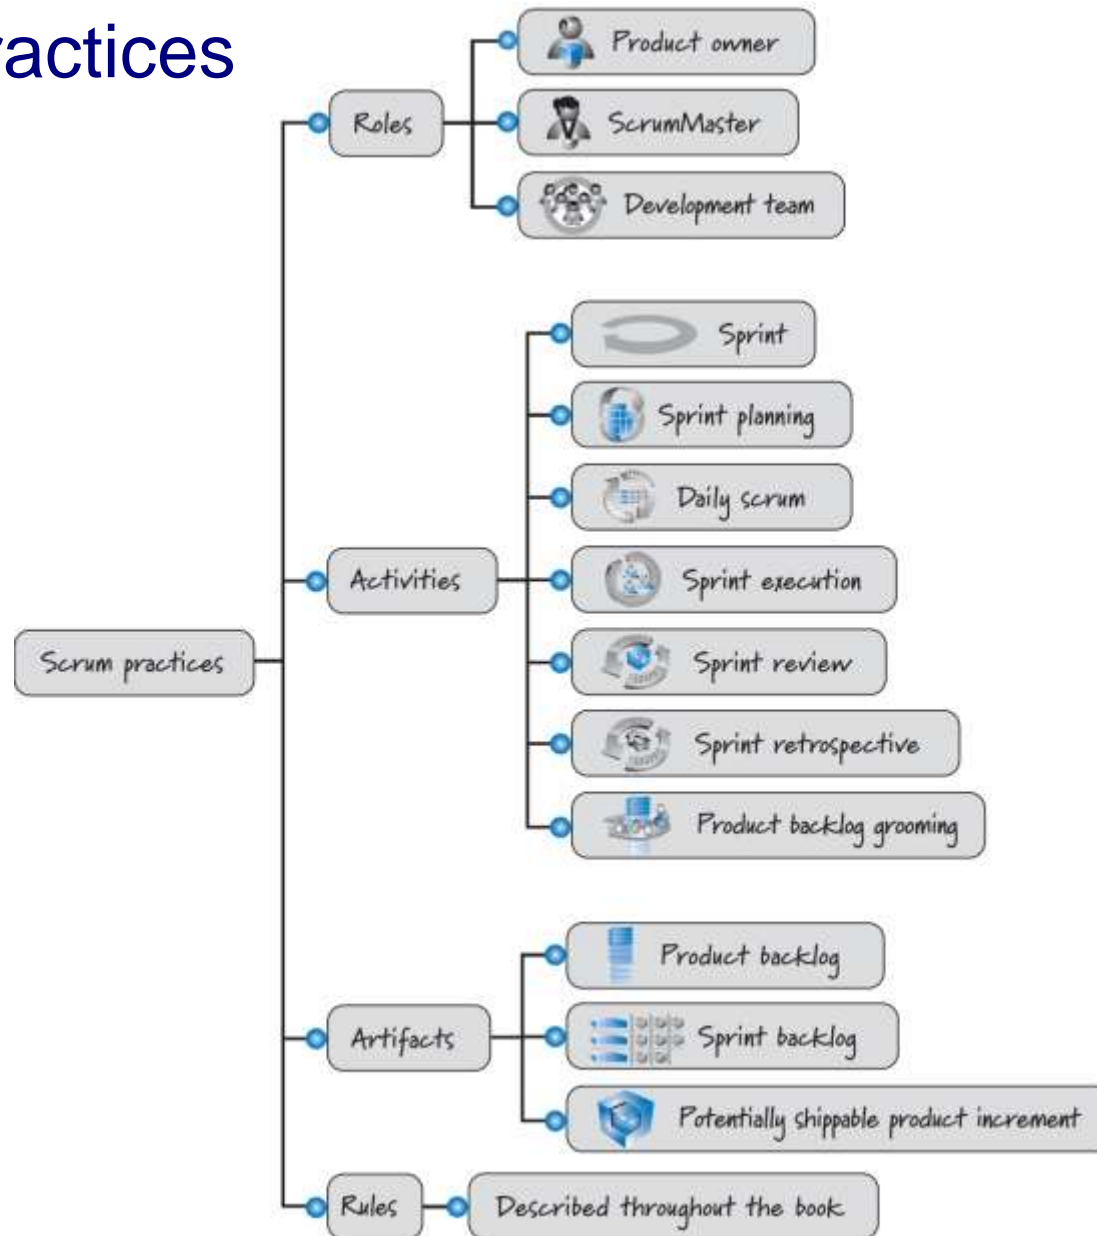 ractices
Product owner
Roles
ScrumMaster
Development team
Sprint
Sprint planning
Daily scrum
Activities
Sprint execution
Scrum practices
Sprint review
Sprint retrospective
Product backlog grooming
Product backlog
Artifacts
Sprint backlog
Potentially shippable product increment
Rules
Described throughout the book